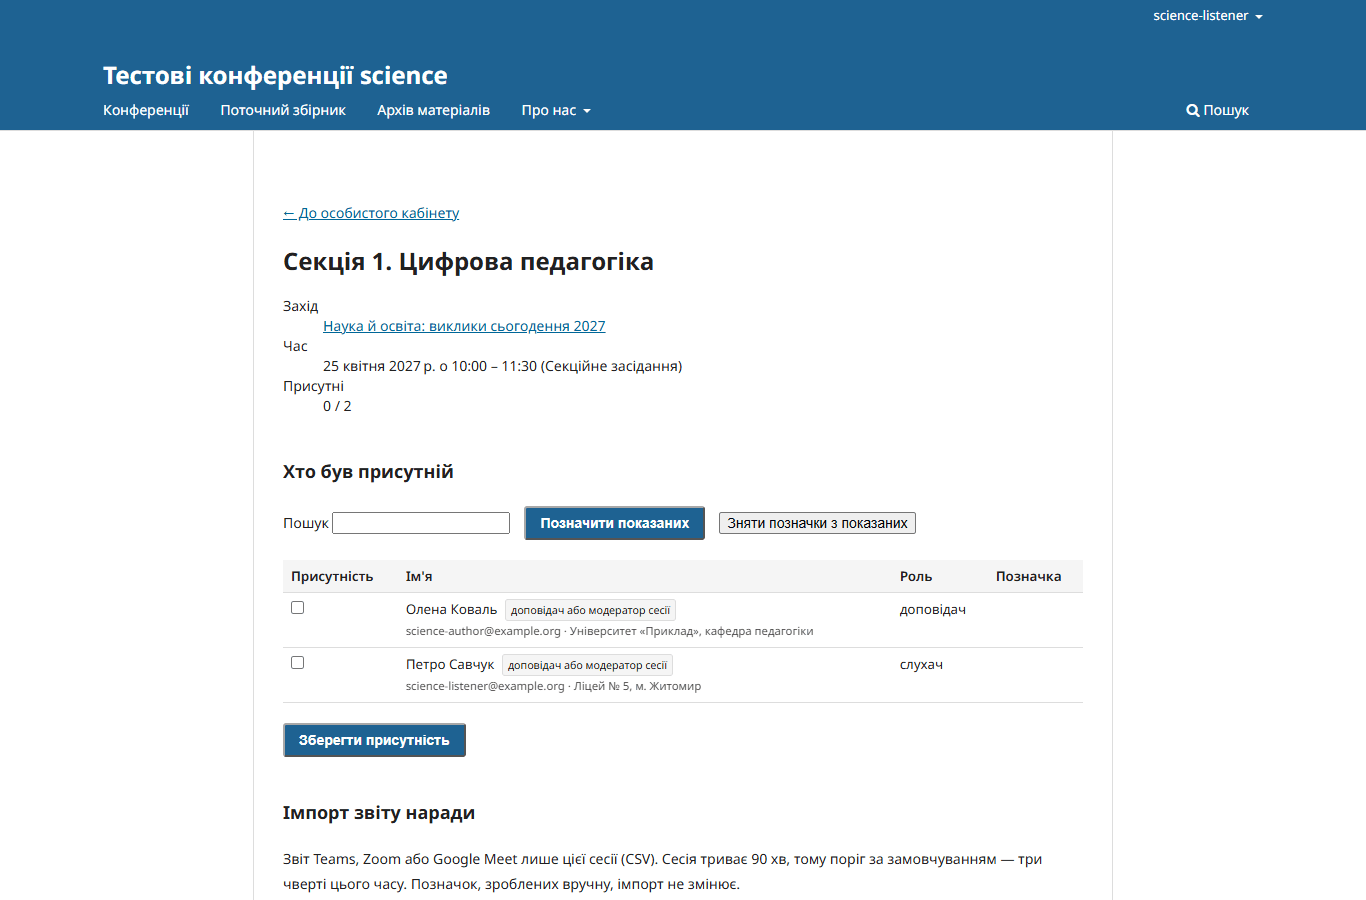 science-listener
Тестові конференції science
Конференції Поточний збірник Архів матеріалів Про нас Пошук
← До особистого кабінету
Секція 1. Цифрова педагогіка
Захід
Наука й освіта: виклики сьогодення 2027
Час
25 квітня 2027 р. о 10:00 – 11:30 (Секційне засідання)
Присутні
0 / 2
Хто був присутній
Пошук Позначити показаних Зняти позначки з показаних
Присутність Ім'я Роль Позначка
Олена Коваль доповідач або модератор сесії доповідач
science-author@example.org · Університет «Приклад», кафедра педагогіки
Петро Савчук доповідач або модератор сесії слухач
science-listener@example.org · Ліцей № 5, м. Житомир
Зберегти присутність
Імпорт звіту наради
Звіт Teams, Zoom або Google Meet лише цієї сесії (CSV). Сесія триває 90 хв, тому поріг за замовчуванням — три
чверті цього часу. Позначок, зроблених вручну, імпорт не змінює.